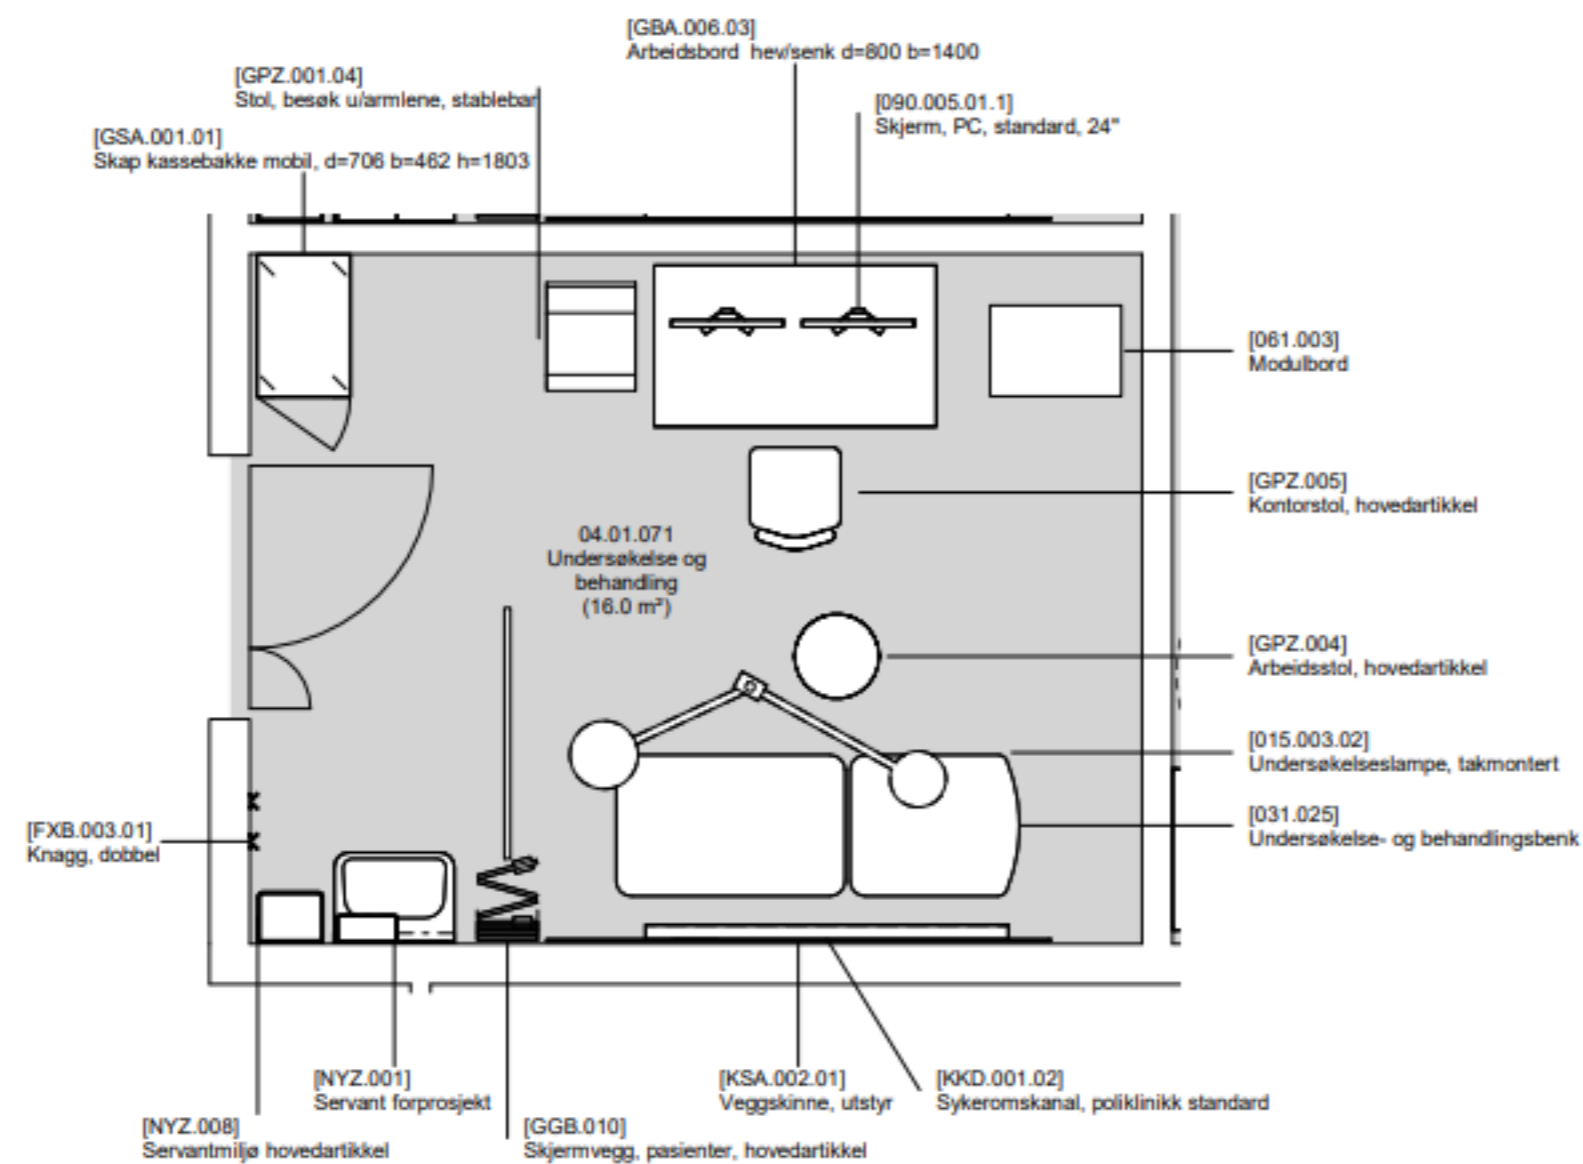 [GBA.006.03]
Arbeidsbord hev/senk d=800 b=1400
[GPZ.001.04]
Stol, besøk u/armlene, stablebar
[090.005.01.1]
Skjerm, PC, standard, 24"
[GSA.001.01]
Skap kassebakke mobil, d=706 b=462 h=1803
[061.003]
Modulbord
[GPZ.005]
Kontorstol, hovedartikkel
04.01.071
Undersøkelse og
behandling
(16.0 m²)
[GPZ.004]
Arbeidsstol, hovedartikkel
[015.003.02]
Undersøkelseslampe, takmontert
[031.025]
Undersøkelse- og behandlingsbenk
[FXB.003.01]
Knagg, dobbel
[NYZ.001]
Servant forprosjekt
[KSA.002.01]
Veggskinne, utstyr
[KKD.001.02]
Sykeromskanal, poliklinikk standard
[NYZ.008]
Servantmiljø hovedartikkel
[GGB.010]
Skjermvegg, pasienter, hovedartikkel